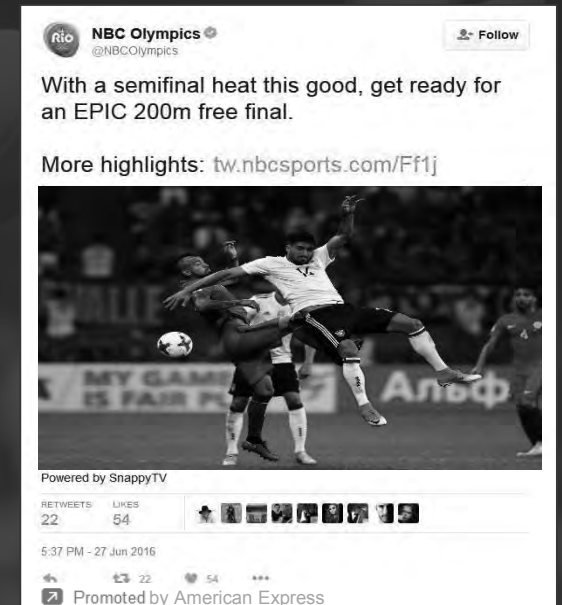 Rio
NBC Olympics
@NBCOlympics
Follow
With a semifinal heat this good, get ready for
an EPIC 200m free final.
More highlights: tw.nbcsports.com/Ff1j
MY GAME
IS FAIR PL
Альф
4
Powered by SnappyTV
RETWEETS LIKES
22 54
5:37 PM - 27 Jun 2016
22 54
Promoted by American Express